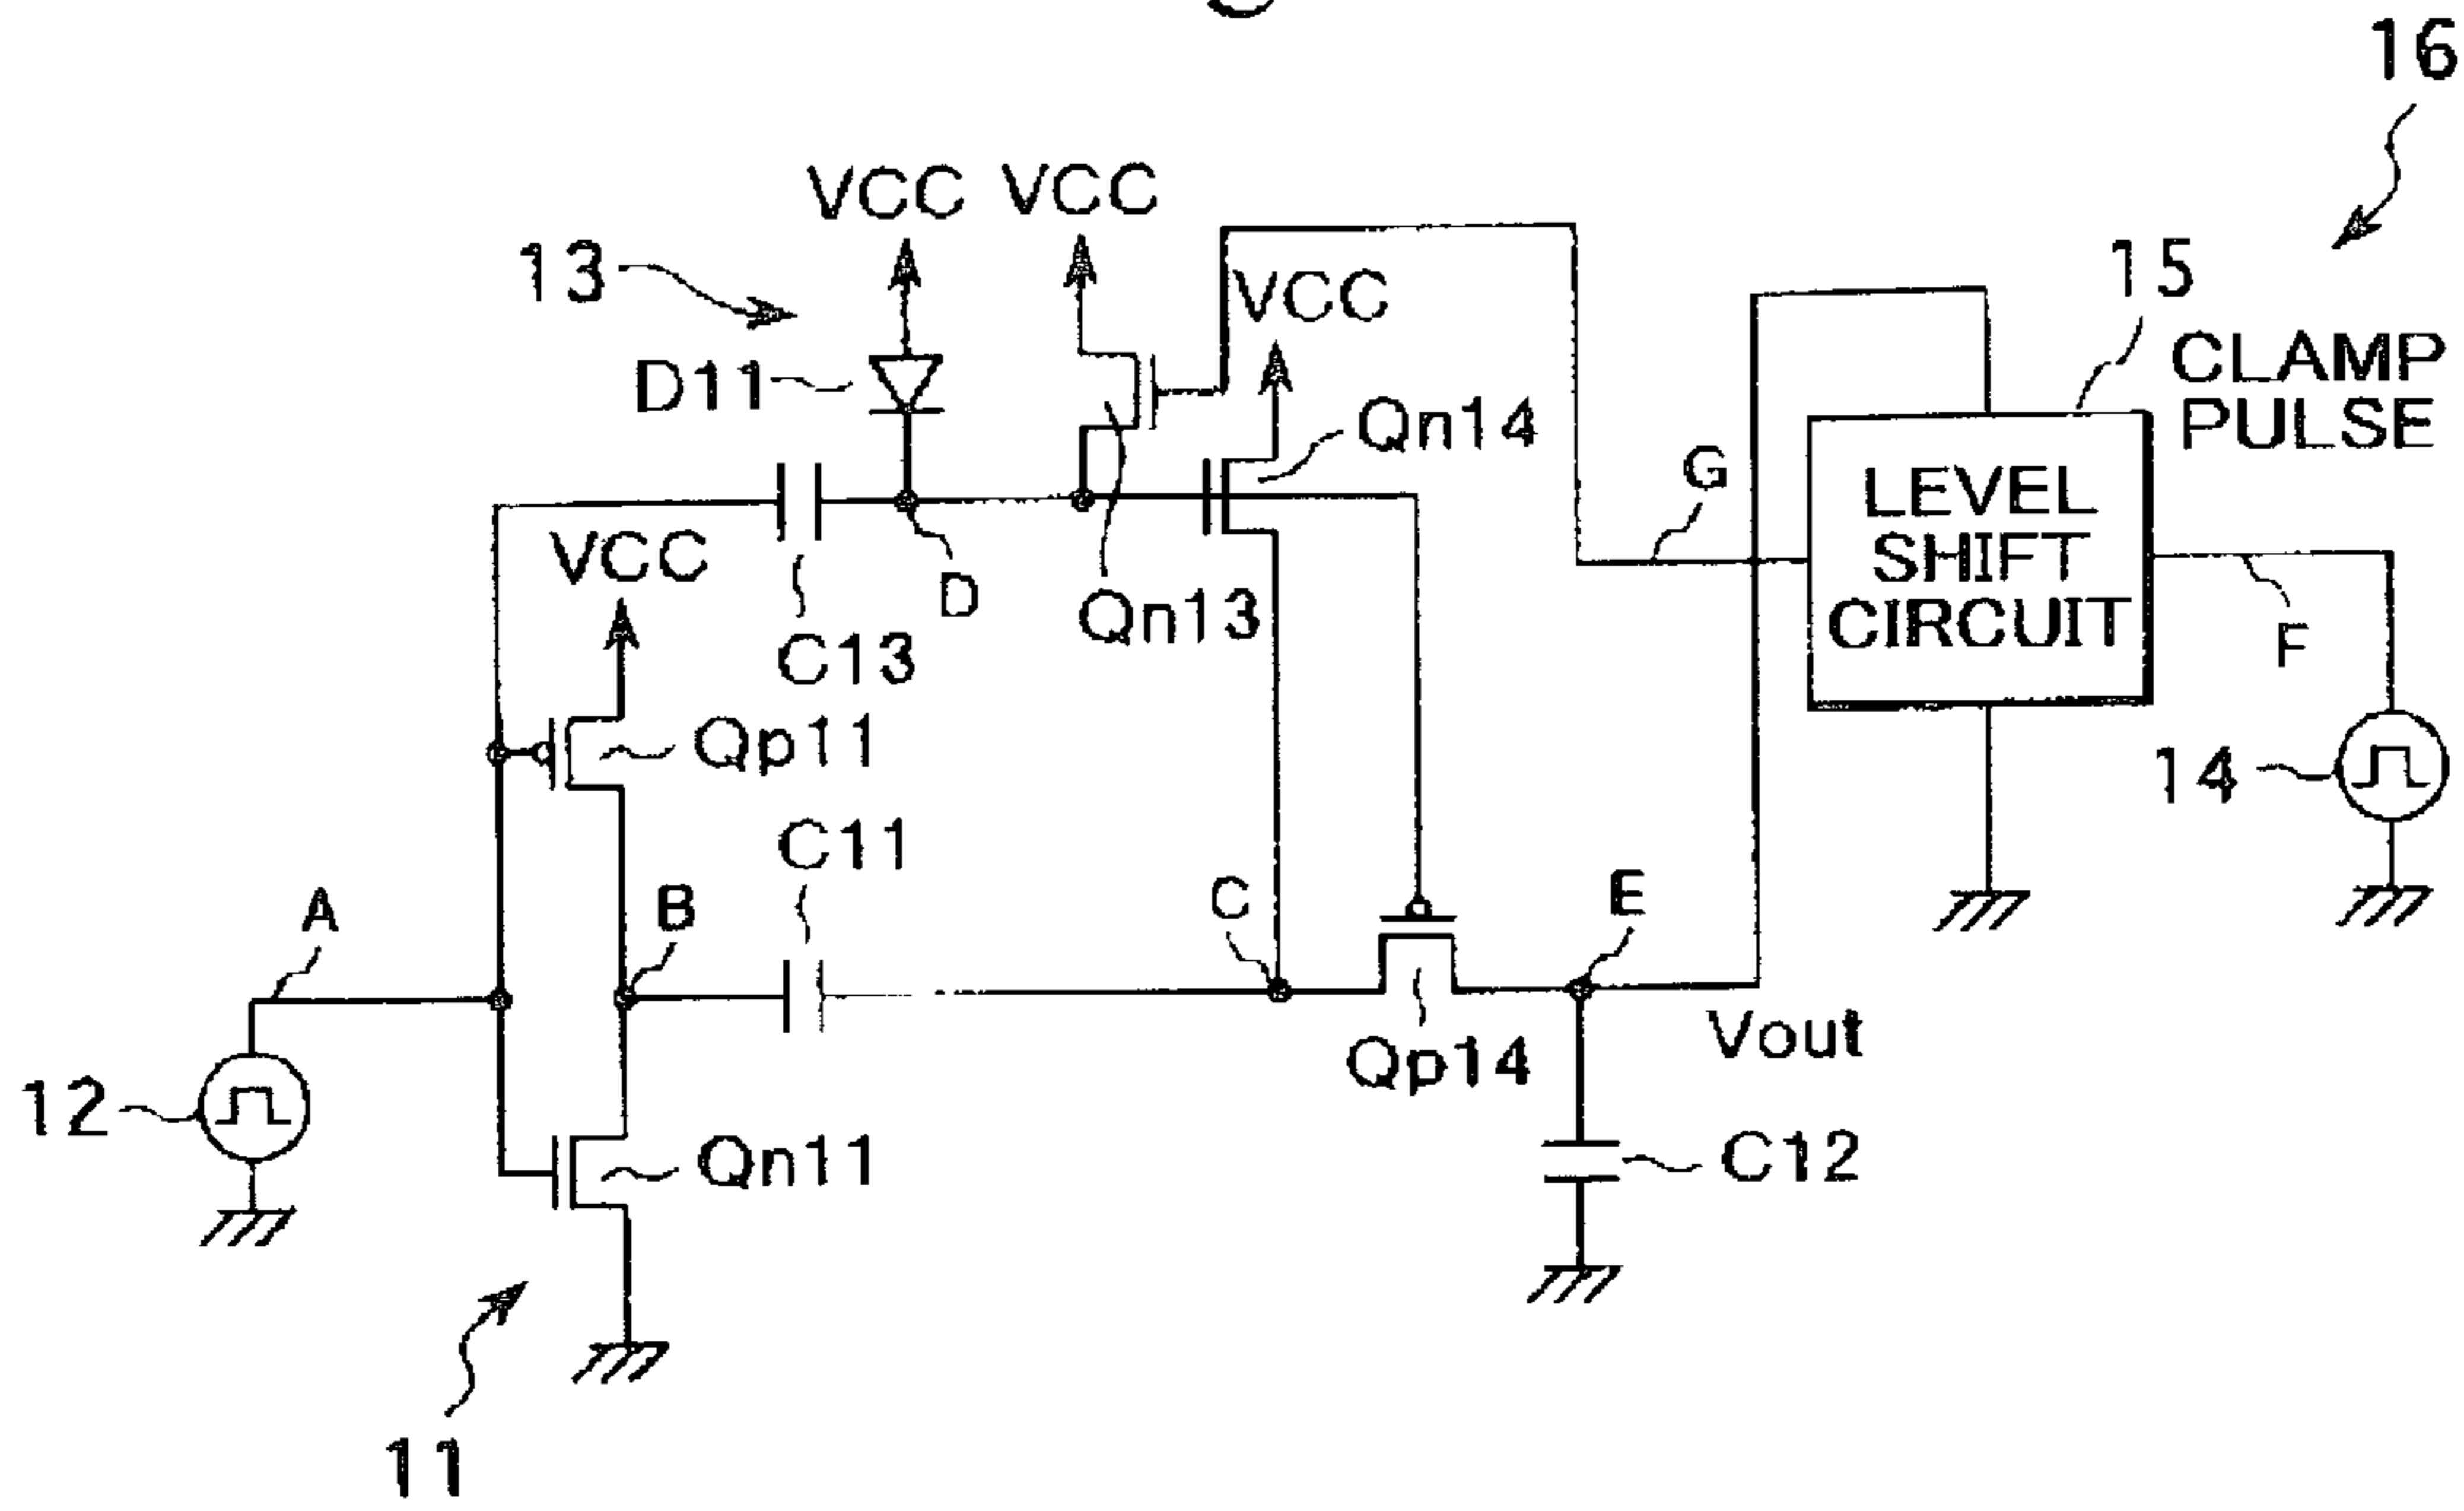 16
VCC VCC
13
VCC
15
CLAMP
PULSE
D11
Qn14
G
LEVEL
SHIFT
CIRCUIT
VCC
D
Qn13
F
C13
Qp11
14
C11
A
B
C
E
Vout
Qp14
12
Qn11
C12
11